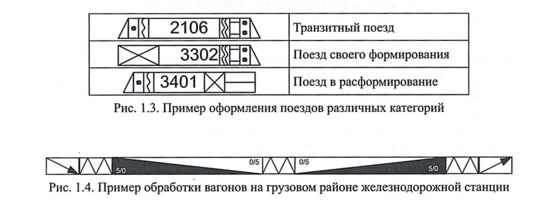 2106 Транзитный поезд
3302 Поезд своего формирования
3401 Поезд в расформирование
Рис. 1.3. Пример оформления поездов различных категорий
5/0 0/5 0/5 5/0
Рис. 1.4. Пример обработки вагонов на грузовом районе железнодорожной станции